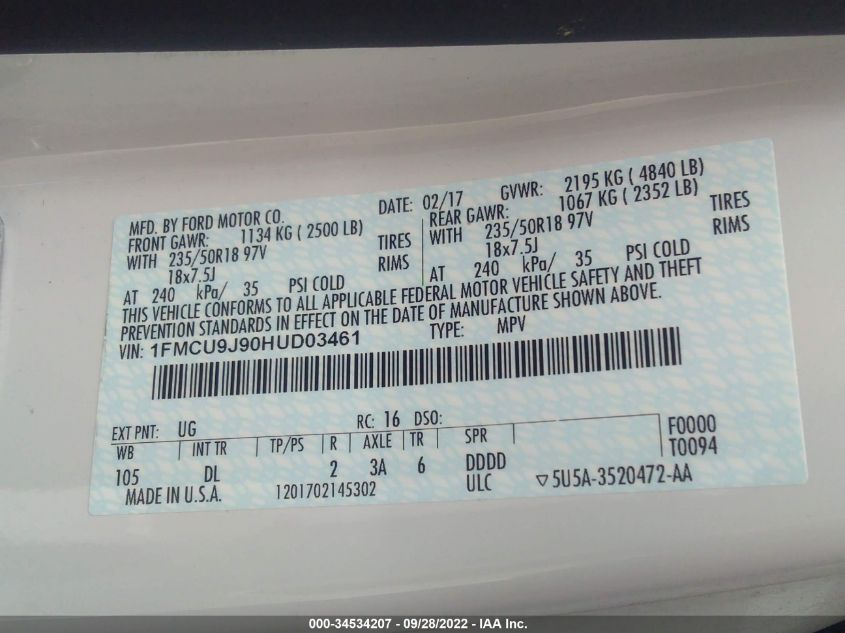 MFD. BY FORD MOTOR CO.
DATE: 02/17
GVWR: 2195 KG ( 4840 LB)
FRONT GAWR: 1134 KG ( 2500 LB)
WITH 235/50R18 97V TIRES
18x7.5J RIMS
AT 240 kPa/ 35 PSI COLD
REAR GAWR: 1067 KG ( 2352 LB)
WITH 235/50R18 97V TIRES
18x7.5J RIMS
AT 240 kPa/ 35 PSI COLD
THIS VEHICLE CONFORMS TO ALL APPLICABLE FEDERAL MOTOR VEHICLE SAFETY AND THEFT
PREVENTION STANDARDS IN EFFECT ON THE DATE OF MANUFACTURE SHOWN ABOVE.
VIN: 1FMCU9J90HUD03461 TYPE: MPV
EXT PNT: UG RC: 16 DSO:
WB INT TR TP/PS R AXLE TR SPR F0000
105 DL 2 3A 6 DDDD T0094
MADE IN U.S.A. 1201702145302 ULC ▽5U5A-3520472-AA
000-34534207 - 09/28/2022 - IAA Inc.